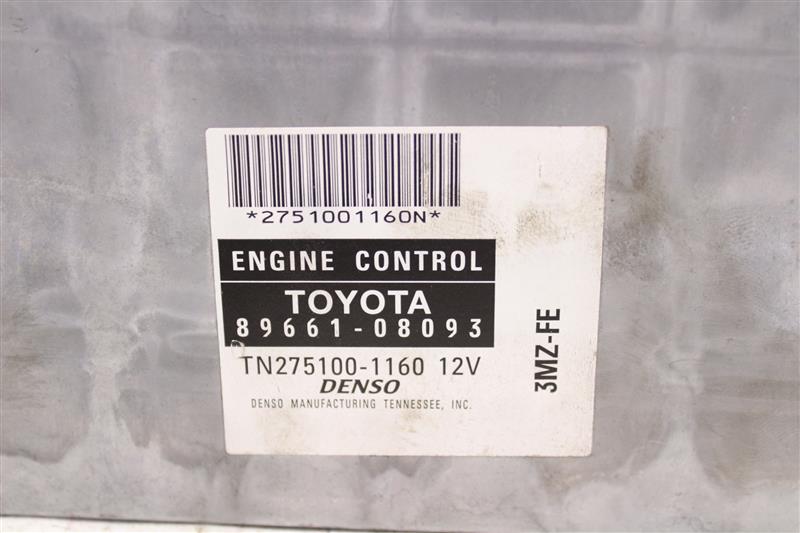 *2751001160N*
ENGINE CONTROL
TOYOTA
89661-08093
TN275100-1160 12V
DENSO
DENSO MANUFACTURING TENNESSEE, INC.
3MZ-FE